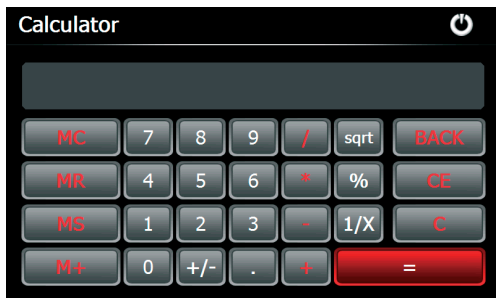 Calculator
MC 7 8 9 / sqrt BACK
MR 4 5 6 * % CE
MS 1 2 3 - 1/X C
M+ 0 +/- . + =